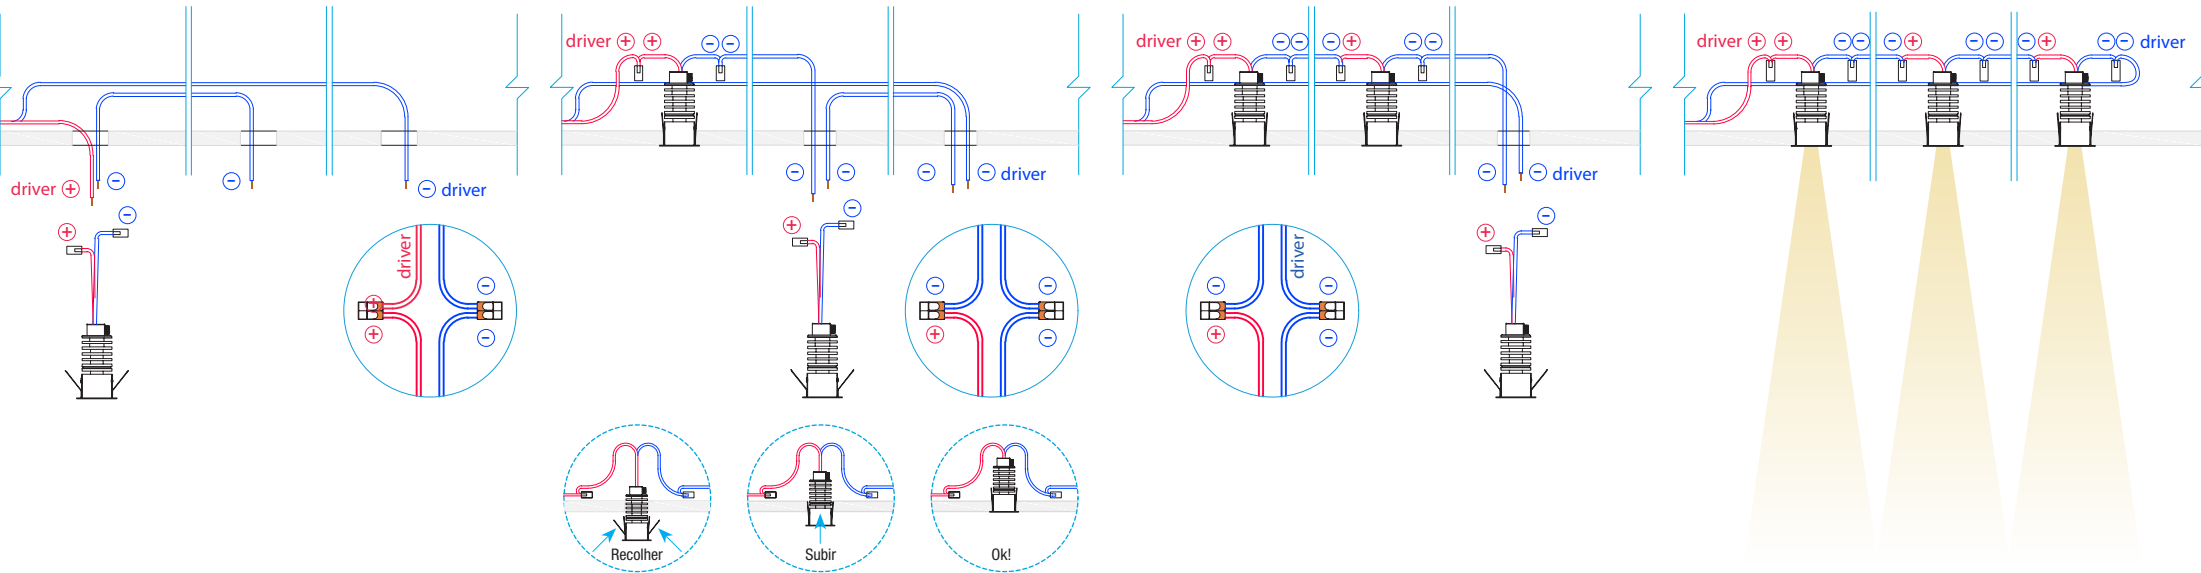 driver + +
− −
driver + +
− −
− +
− −
driver + +
− −
− +
− −
− +
− − driver
driver +
−
−
− driver
−
−
−
− driver
−
− driver
+
−
driver
+
−
+
−
+
−
−
−
+
−
−
driver
−
+
−
+
−
Recolher
Subir
Ok!